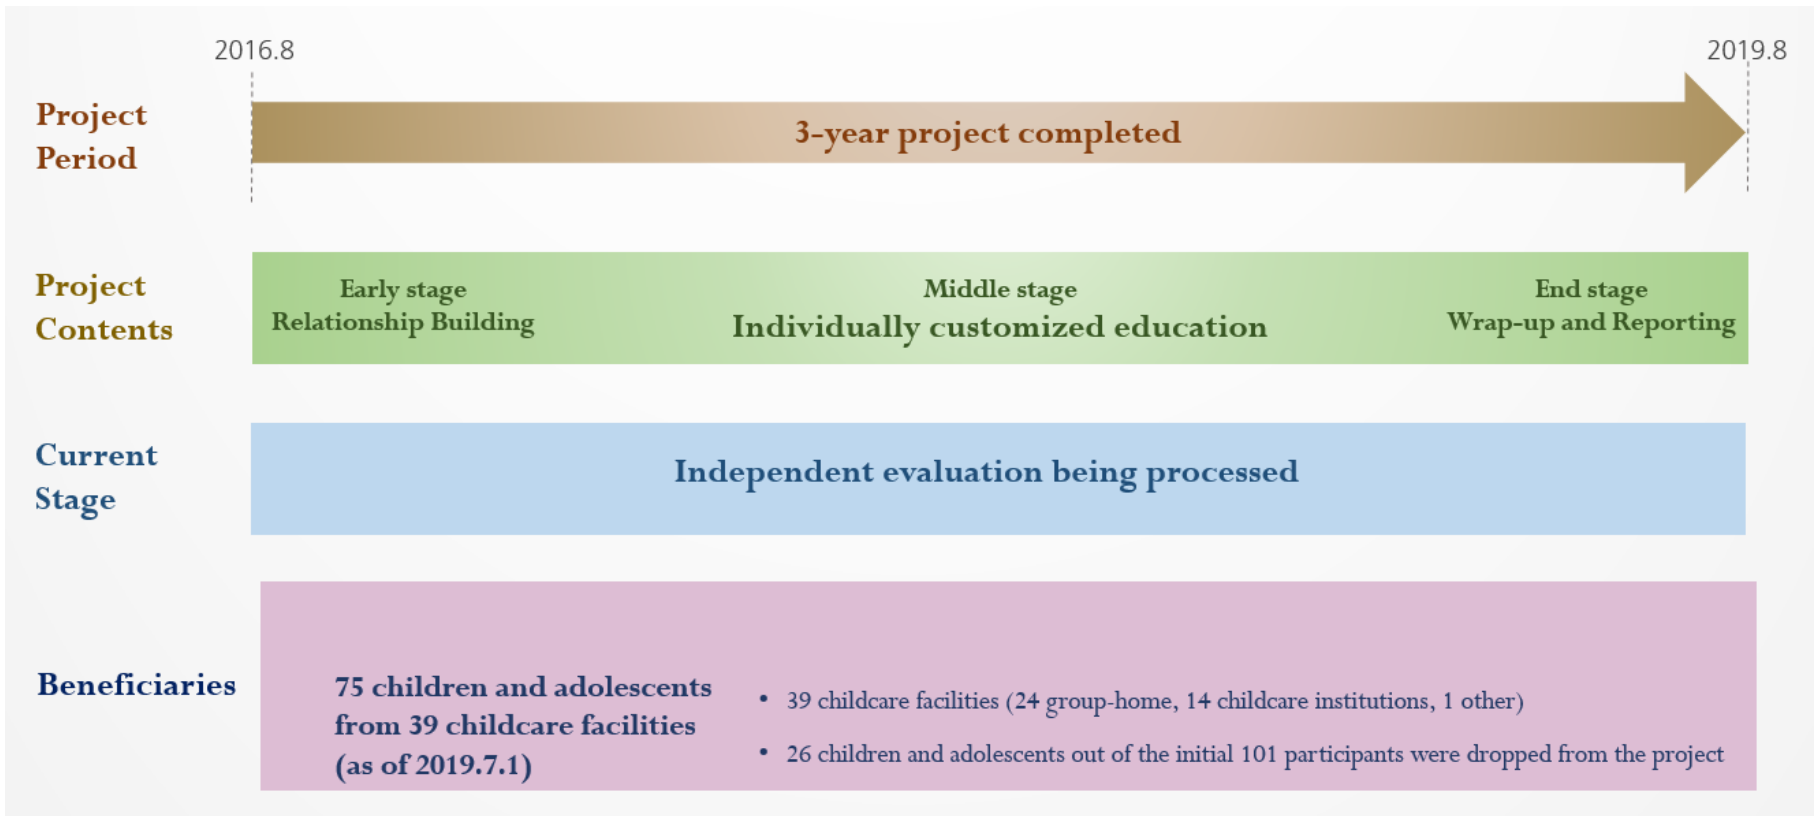 2016.8
2019.8
Project
Period
3-year project completed
Project
Contents
Early stage
Relationship Building
Middle stage
Individually customized education
End stage
Wrap-up and Reporting
Current
Stage
Independent evaluation being processed
Beneficiaries
75 children and adolescents
from 39 childcare facilities
(as of 2019.7.1)
• 39 childcare facilities (24 group-home, 14 childcare institutions, 1 other)
• 26 children and adolescents out of the initial 101 participants were dropped from the project